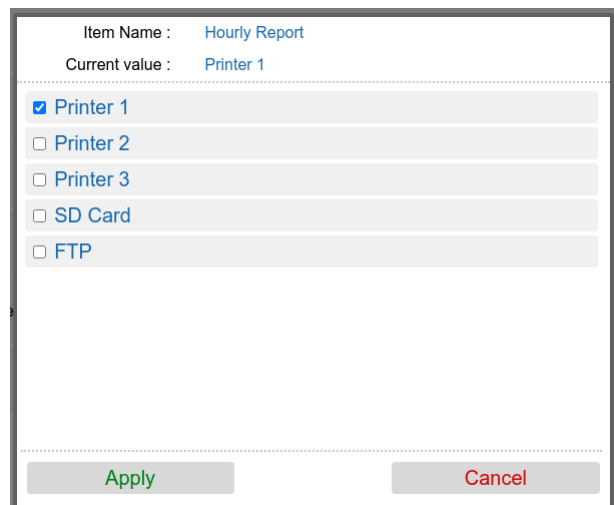 Item Name : Hourly Report
Current value : Printer 1
Printer 1
Printer 2
Printer 3
SD Card
FTP
Apply Cancel